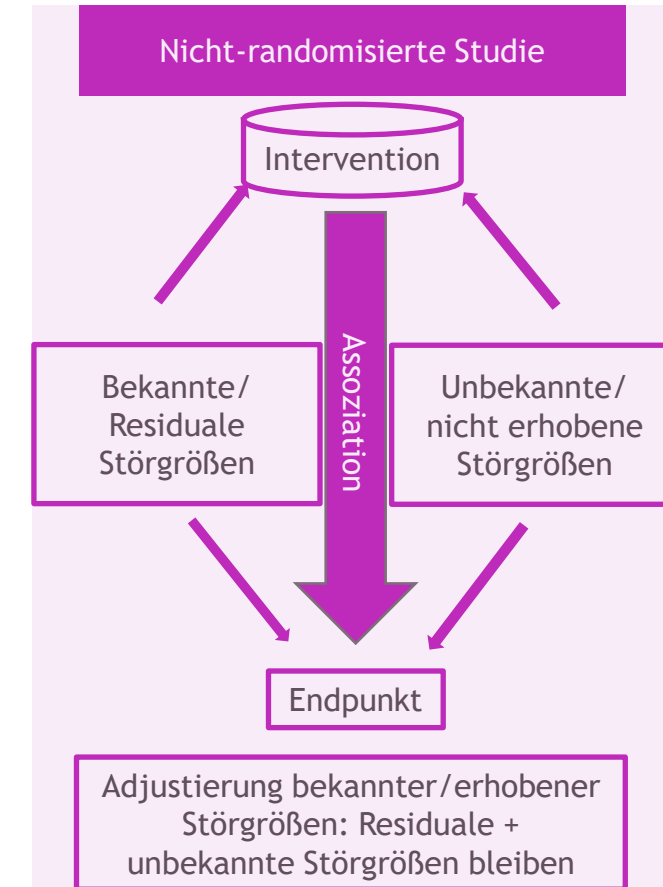 Nicht-randomisierte Studie
Intervention
Assoziation
Bekannte/
Residuale
Störgrößen
Unbekannte/
nicht erhobene
Störgrößen
Endpunkt
Adjustierung bekannter/erhobener
Störgrößen: Residuale +
unbekannte Störgrößen bleiben